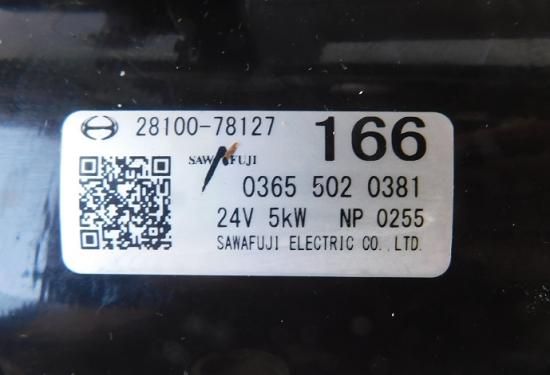 28100-78127 166
SAWAFUJI
0365 502 0381
24V 5kW NP 0255
SAWAFUJI ELECTRIC CO.,LTD.